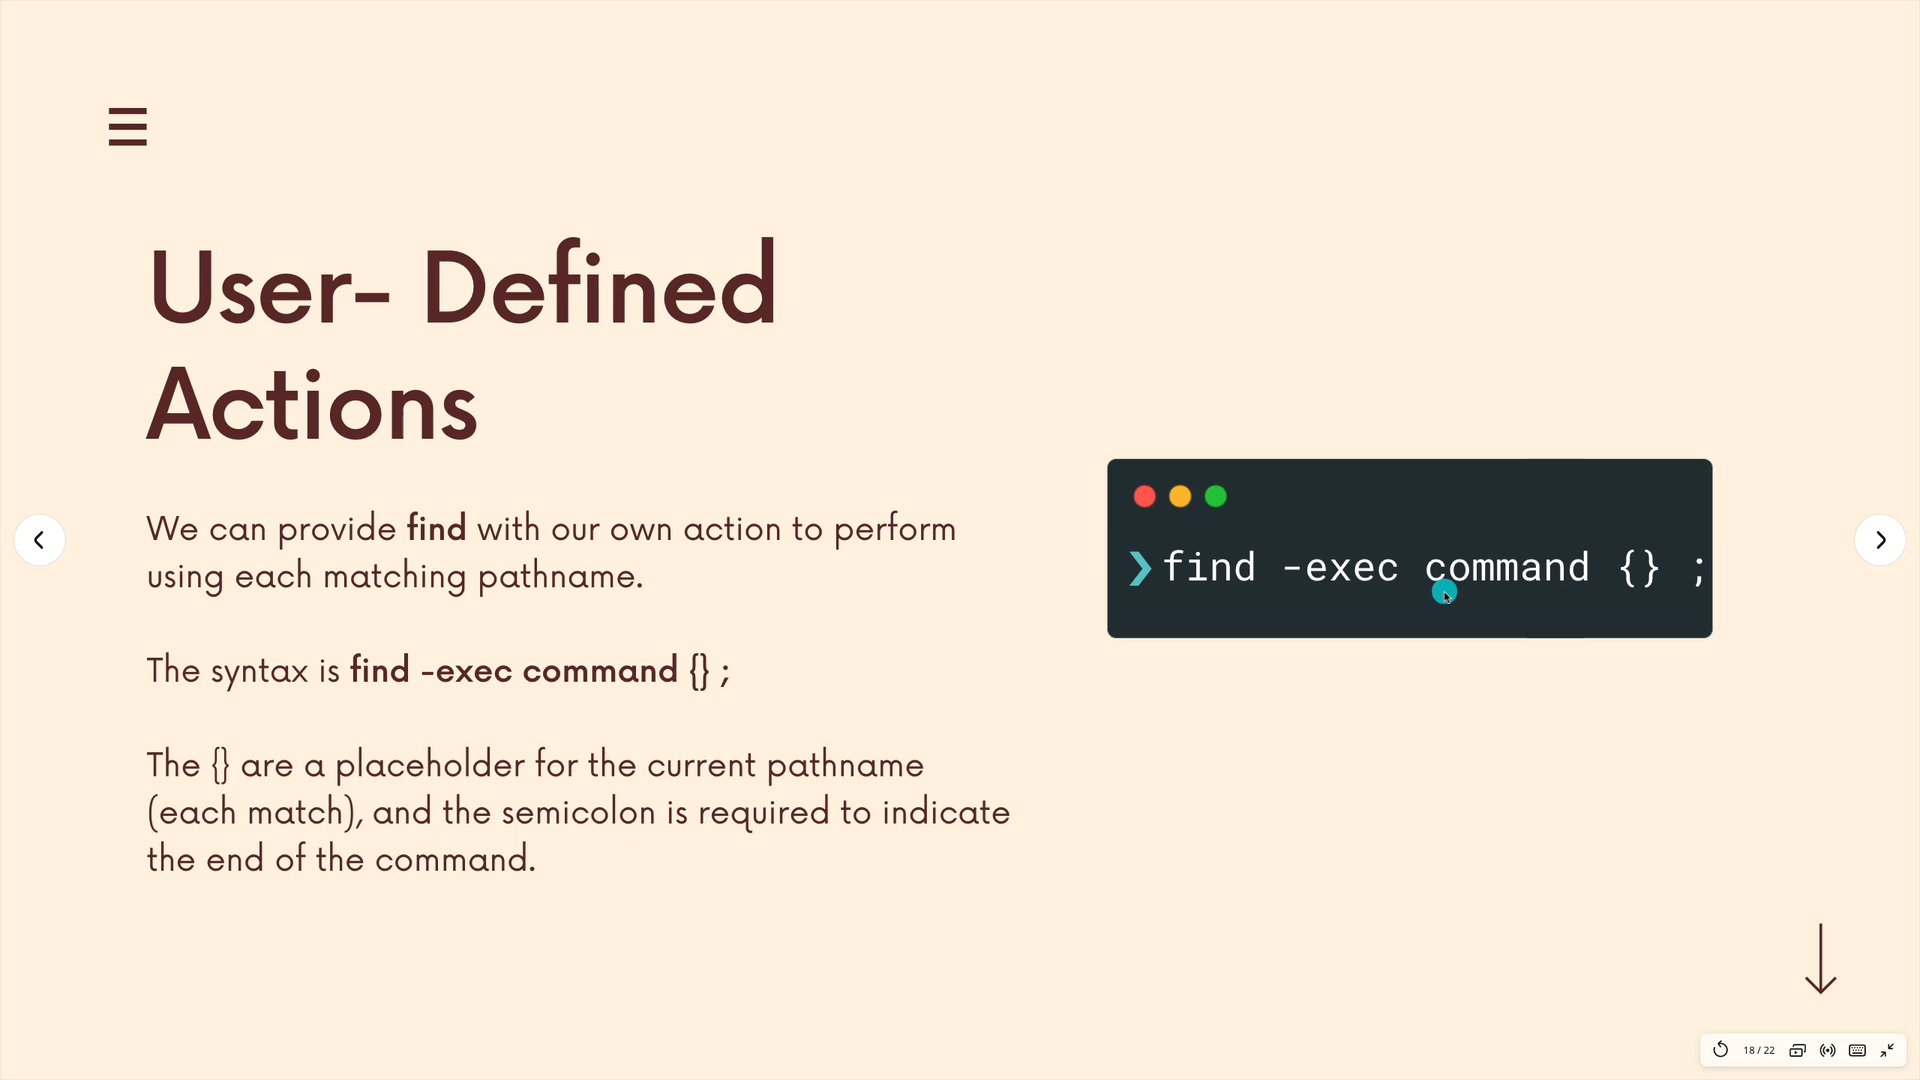 User- Defined
Actions
We can provide find with our own action to perform
using each matching pathname.
The syntax is find -exec command {} ;
The {} are a placeholder for the current pathname
(each match), and the semicolon is required to indicate
the end of the command.
❯ find -exec command {} ;
18 / 22